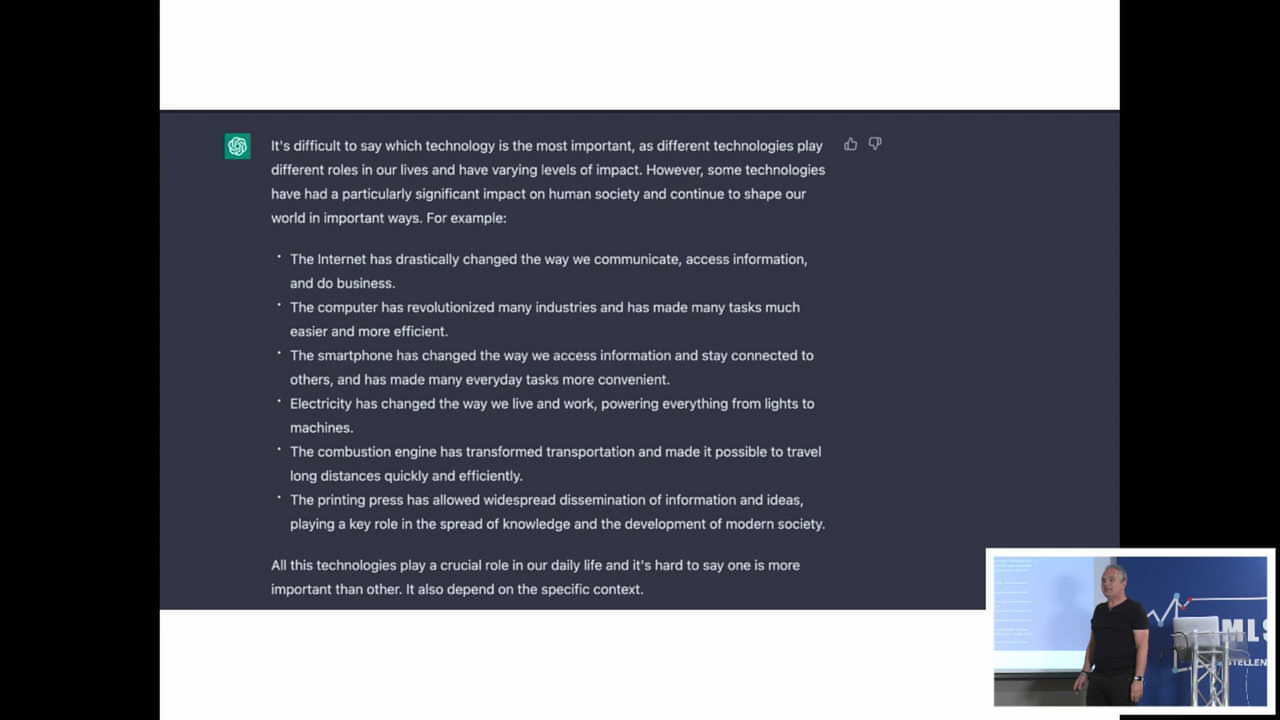 It's difficult to say which technology is the most important, as different technologies play
different roles in our lives and have varying levels of impact. However, some technologies
have had a particularly significant impact on human society and continue to shape our
world in important ways. For example:
The Internet has drastically changed the way we communicate, access information,
and do business.
The computer has revolutionized many industries and has made many tasks much
easier and more efficient.
The smartphone has changed the way we access information and stay connected to
others, and has made many everyday tasks more convenient.
Electricity has changed the way we live and work, powering everything from lights to
machines.
The combustion engine has transformed transportation and made it possible to travel
long distances quickly and efficiently.
The printing press has allowed widespread dissemination of information and ideas,
playing a key role in the spread of knowledge and the development of modern society.
All this technologies play a crucial role in our daily life and it's hard to say one is more
important than other. It also depend on the specific context.
MLS
STELLEN